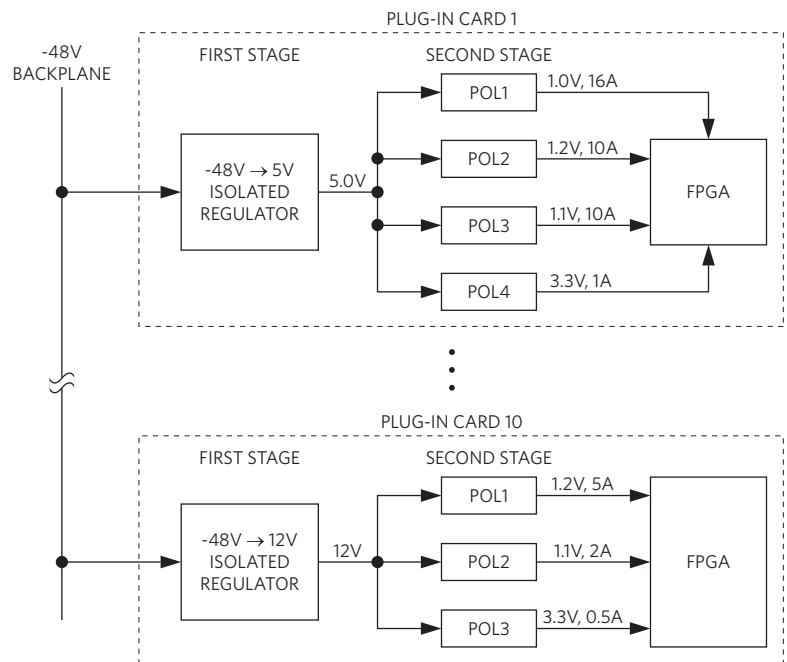 PLUG-IN CARD 1
-48V
BACKPLANE
FIRST STAGE
SECOND STAGE
-48V → 5V
ISOLATED
REGULATOR
5.0V
POL1
1.0V, 16A
POL2
1.2V, 10A
POL3
1.1V, 10A
POL4
3.3V, 1A
FPGA
PLUG-IN CARD 10
FIRST STAGE
SECOND STAGE
-48V → 12V
ISOLATED
REGULATOR
12V
POL1
1.2V, 5A
POL2
1.1V, 2A
POL3
3.3V, 0.5A
FPGA